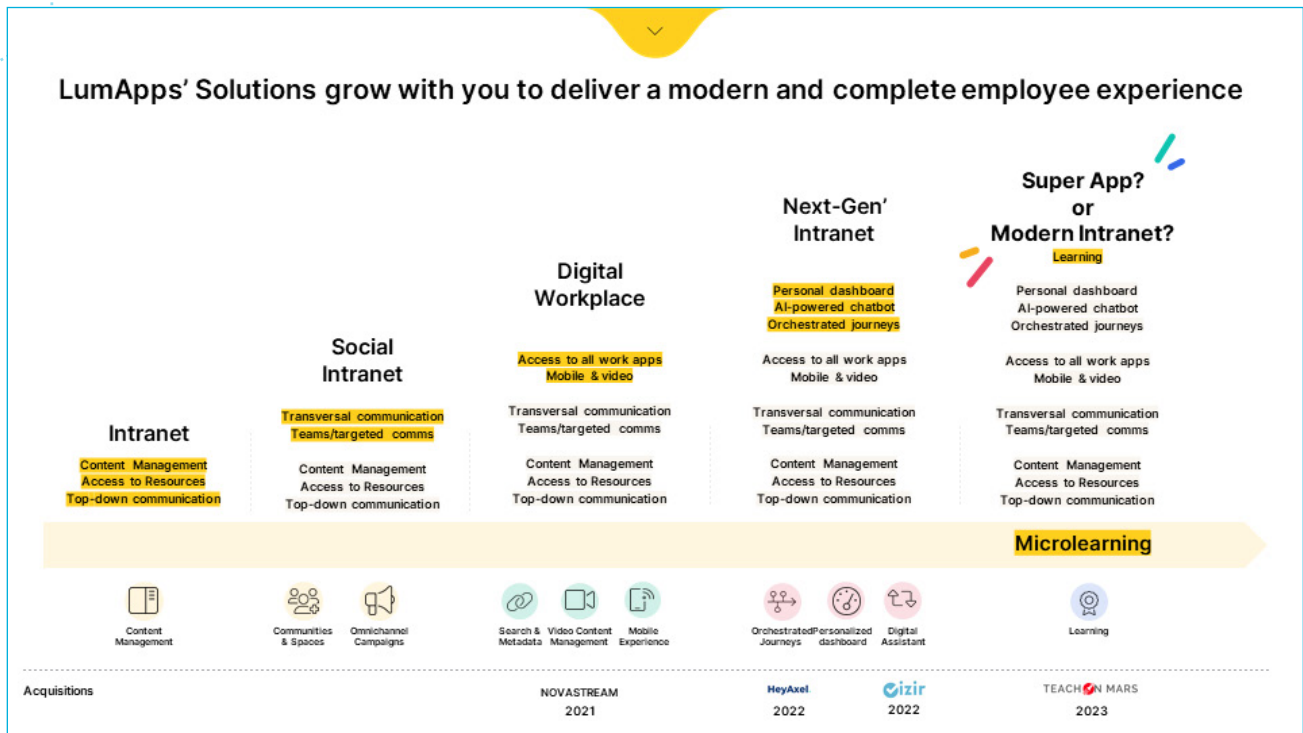 LumApps' Solutions grow with you to deliver a modern and complete employee experience
Intranet
Content Management
Access to Resources
Top-down communication
Social
Intranet
Transversal communication
Teams/targeted comms
Content Management
Access to Resources
Top-down communication
Digital
Workplace
Access to all work apps
Mobile & video
Transversal communication
Teams/targeted comms
Content Management
Access to Resources
Top-down communication
Next-Gen'
Intranet
Personal dashboard
AI-powered chatbot
Orchestrated journeys
Access to all work apps
Mobile & video
Transversal communication
Teams/targeted comms
Content Management
Access to Resources
Top-down communication
Super App?
or
Modern Intranet?
Learning
Personal dashboard
AI-powered chatbot
Orchestrated journeys
Access to all work apps
Mobile & video
Transversal communication
Teams/targeted comms
Content Management
Access to Resources
Top-down communication
Microlearning
Content
Management
Communities
& Spaces
Omnichannel
Campaigns
Search &
Metadata
Video Content
Management
Mobile
Experience
Orchestrated
Journeys
Personalized
dashboard
Digital
Assistant
Learning
Acquisitions
NOVASTREAM
2021
HeyAxel
2022
izir
2022
TEACH ON MARS
2023